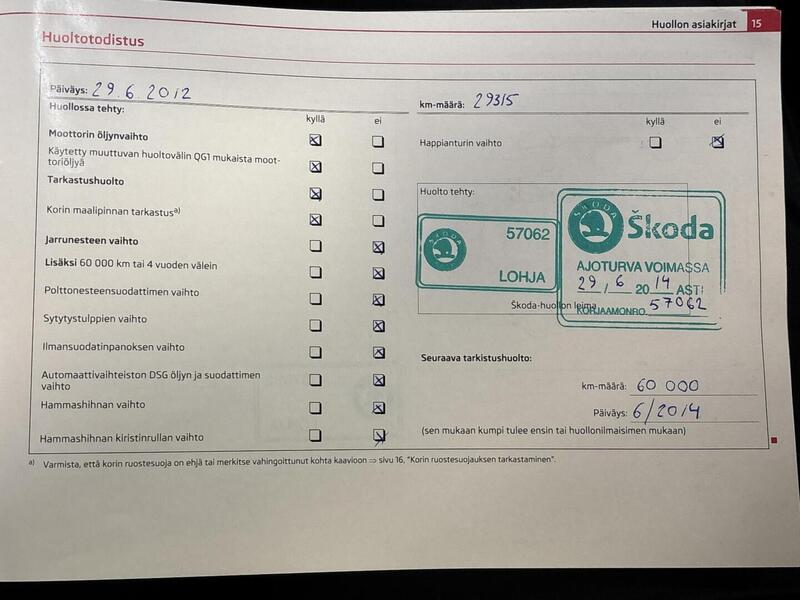 Huollon asiakirjat 15
Huoltotodistus
Päiväys: 29.6.2012
km-määrä: 29315
Huollossa tehty:
kyllä ei
kyllä ei
Moottorin öljynvaihto
Happianturin vaihto
Käytetty muuttuvan huoltovälin QG1 mukaista moot-
toriöljyä
Tarkastushuolto
Korin maalipinnan tarkastus a)
Jarrunesteen vaihto
Lisäksi 60 000 km tai 4 vuoden välein
Polttonesteensuodattimen vaihto
Sytytystulppien vaihto
Ilmansuodatinpanoksen vaihto
Automaattivaihteiston DSG öljyn ja suodattimen
vaihto
Hammashihnan vaihto
Hammashihnan kiristinrullan vaihto
Huolto tehty:
SKODA
57062
LOHJA
SKODA
Škoda
AJOTURVA VOIMASSA
29/6 2014 ASTI
KORJAAMONRO. 57062
Škoda-huollon leima
Seuraava tarkistushuolto:
km-määrä: 60 000
Päiväys: 6/2014
(sen mukaan kumpi tulee ensin tai huollonilmaisimen mukaan)
a) Varmista, että korin ruostesuoja on ehjä tai merkitse vahingoittunut kohta kaavioon ⇒ sivu 16, "Korin ruostesuojauksen tarkastaminen".